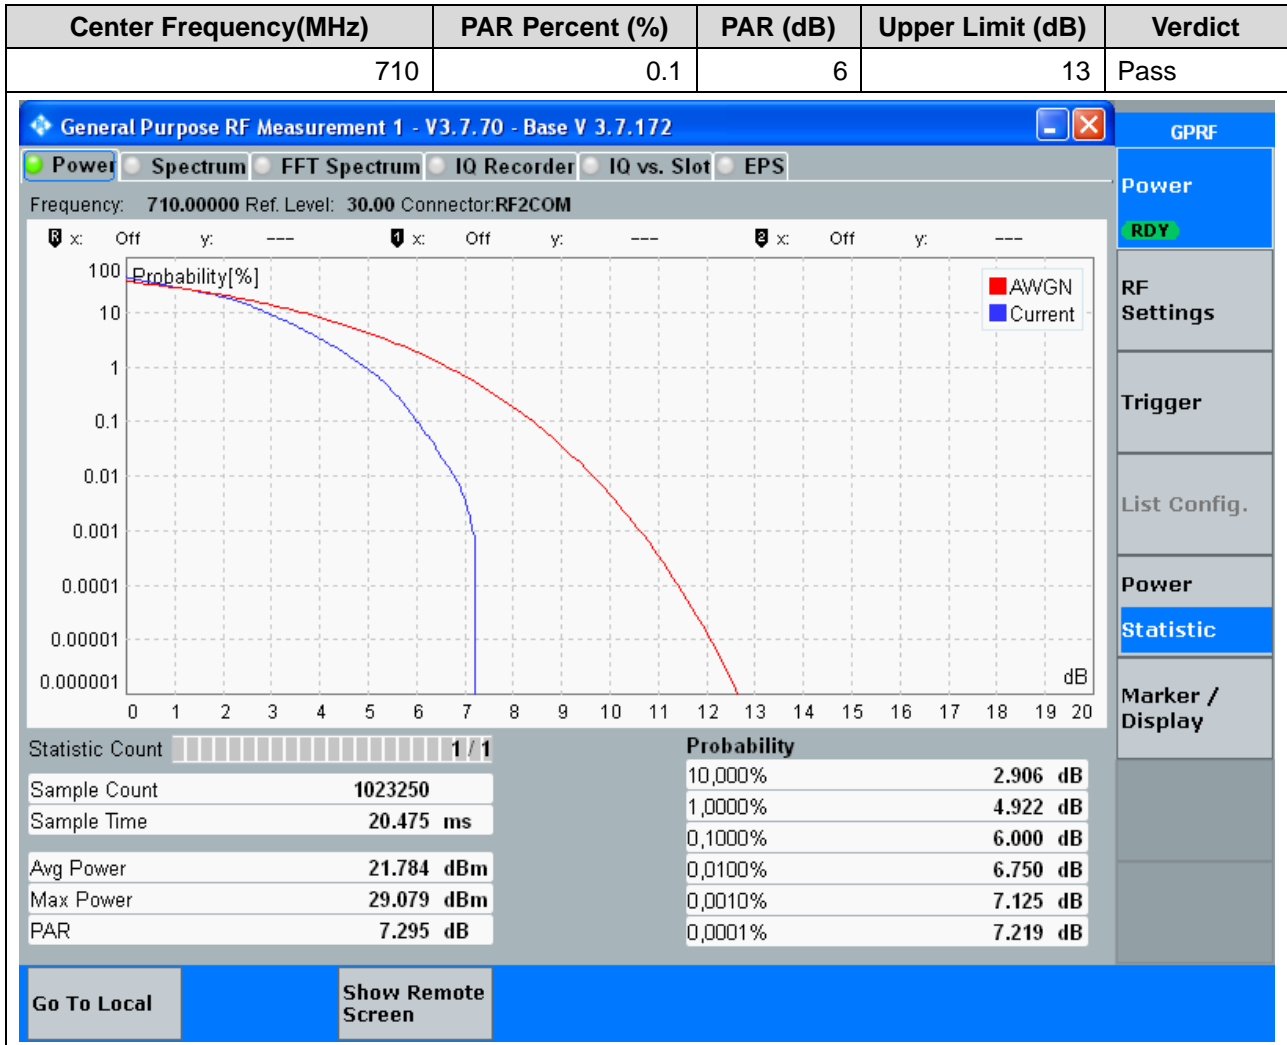 Center Frequency(MHz) PAR Percent (%) PAR (dB) Upper Limit (dB) Verdict
710 0.1 6 13 Pass
General Purpose RF Measurement 1 - V3.7.70 - Base V 3.7.172
GPRF
Power Spectrum FFT Spectrum IQ Recorder IQ vs. Slot EPS
Power
RDY
Frequency: 710.00000 Ref. Level: 30.00 Connector:RF2COM
R x: Off y: --- 1 x: Off y: --- 2 x: Off y: ---
Probability[%]
AWGN
Current
100
10
1
0.1
0.01
0.001
0.0001
0.00001
0.000001
dB
0 1 2 3 4 5 6 7 8 9 10 11 12 13 14 15 16 17 18 19 20
RF
Settings
Trigger
List Config.
Power
Statistic
Marker /
Display
Statistic Count 1 / 1
Sample Count 1023250
Sample Time 20.475 ms
Avg Power 21.784 dBm
Max Power 29.079 dBm
PAR 7.295 dB
Probability
10,000% 2.906 dB
1,0000% 4.922 dB
0,1000% 6.000 dB
0,0100% 6.750 dB
0,0010% 7.125 dB
0,0001% 7.219 dB
Go To Local
Show Remote
Screen